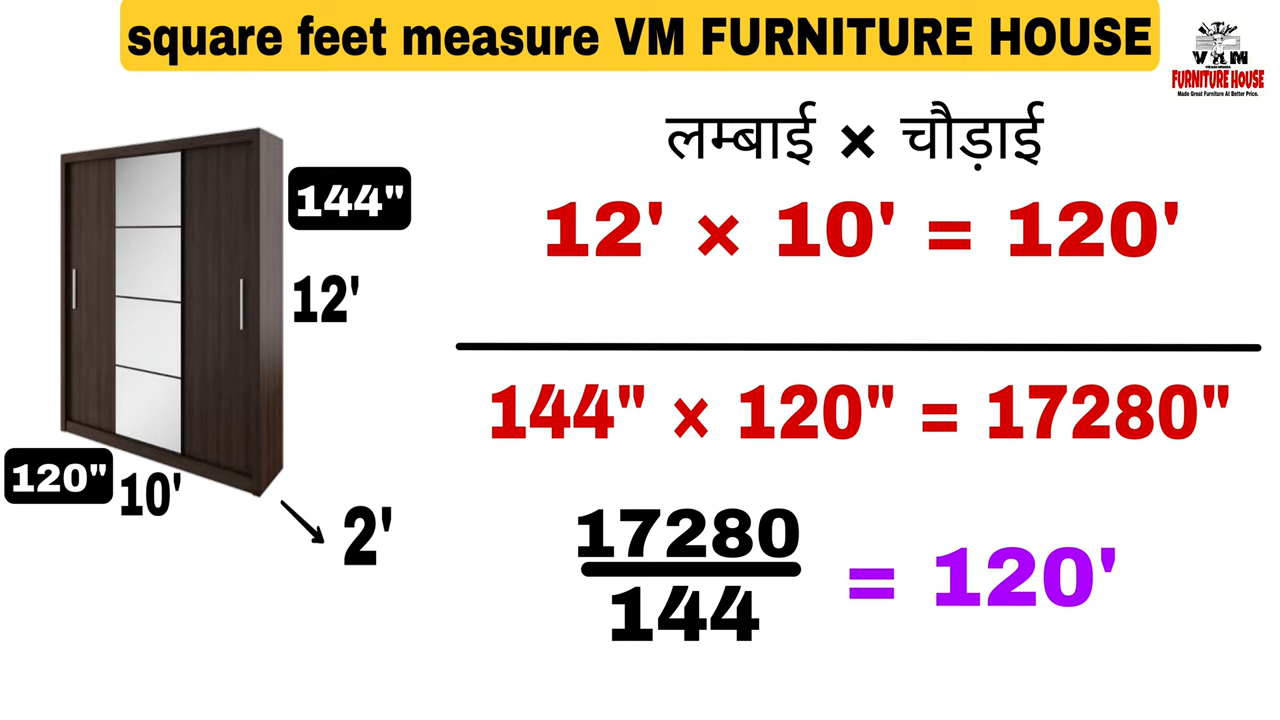 square feet measure VM FURNITURE HOUSE
VM
FURNITURE HOUSE
Made Great Furniture At Better Price.
लम्बाई × चौड़ाई
144"
12' × 10' = 120'
12'
144" × 120" = 17280"
120"
10'
2'
17280
144
= 120'